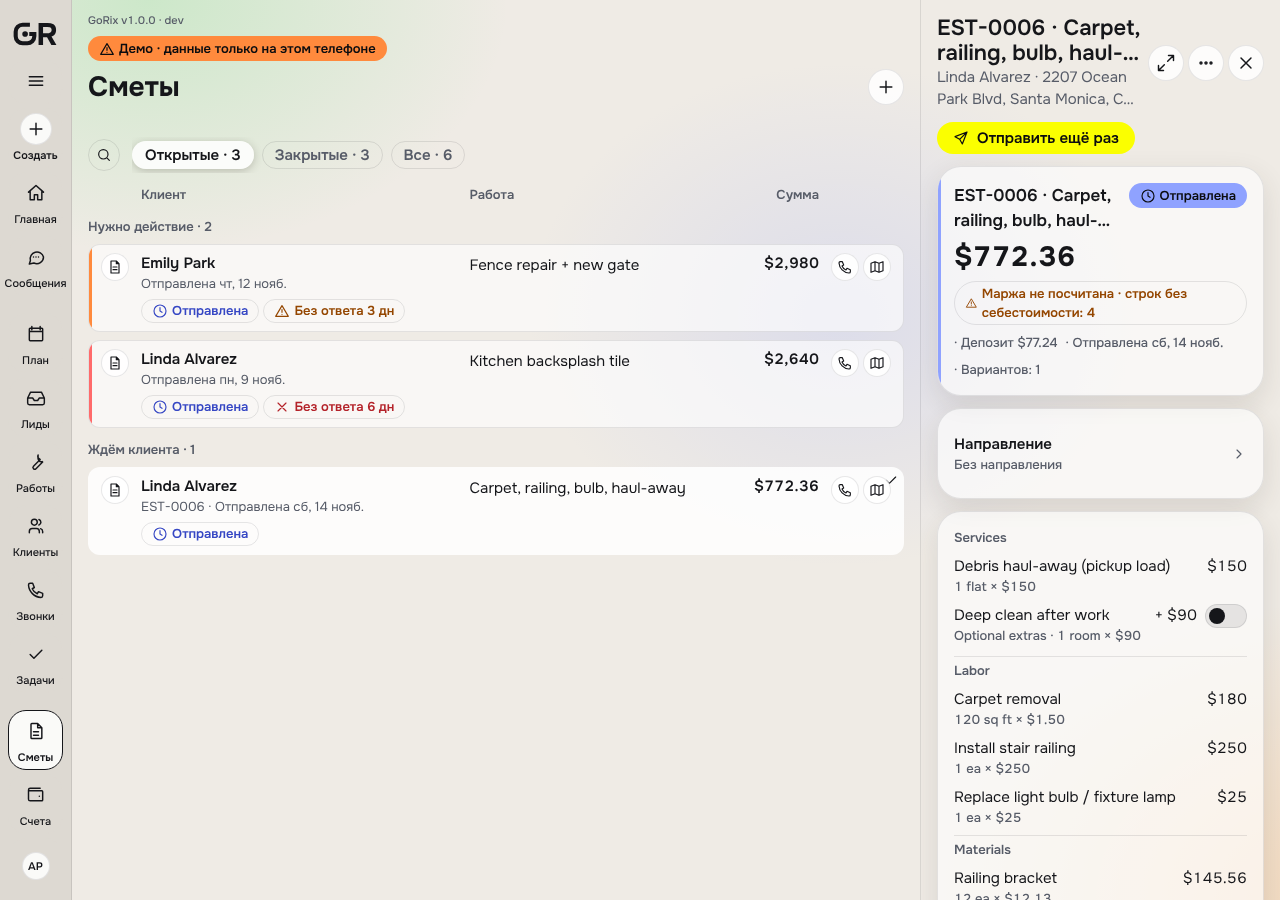 GR
Создать
Главная
Сообщения
План
Лиды
Работы
Клиенты
Звонки
Задачи
Сметы
Счета
AP
GoRix v1.0.0 · dev
Демо · данные только на этом телефоне
Сметы
Открытые · 3
Закрытые · 3
Все · 6
Клиент
Работа
Сумма
Нужно действие · 2
Emily Park
Fence repair + new gate
$2,980
Отправлена чт, 12 нояб.
Отправлена
Без ответа 3 дн
Linda Alvarez
Kitchen backsplash tile
$2,640
Отправлена пн, 9 нояб.
Отправлена
Без ответа 6 дн
Ждём клиента · 1
Linda Alvarez
Carpet, railing, bulb, haul-away
$772.36
EST-0006 · Отправлена сб, 14 нояб.
Отправлена
EST-0006 · Carpet,
railing, bulb, haul-...
Linda Alvarez · 2207 Ocean
Park Blvd, Santa Monica, C...
Отправить ещё раз
EST-0006 · Carpet,
railing, bulb, haul-...
Отправлена
$772.36
Маржа не посчитана · строк без
себестоимости: 4
· Депозит $77.24 · Отправлена сб, 14 нояб.
· Вариантов: 1
Направление
Без направления
Services
Debris haul-away (pickup load)
$150
1 flat × $150
Deep clean after work
+ $90
Optional extras · 1 room × $90
Labor
Carpet removal
$180
120 sq ft × $1.50
Install stair railing
$250
1 ea × $250
Replace light bulb / fixture lamp
$25
1 ea × $25
Materials
Railing bracket
$145.56
12 ea × $12.13